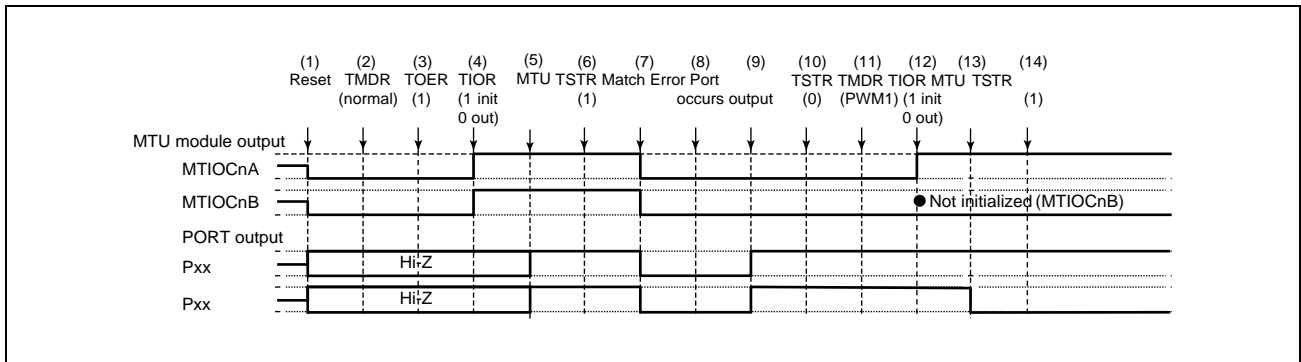 (1) (2) (3) (4) (5) (6) (7) (8) (9) (10) (11) (12) (13) (14)
Reset TMDR TOER TIOR MTU TSTR Match Error Port TSTR TMDR TIOR MTU TSTR
(normal) (1) (1 init (1) occurs output (0) (PWM1) (1 init (1)
0 out) 0 out)
MTU module output
MTIOCnA
MTIOCnB
Not initialized (MTIOCnB)
PORT output
Pxx Hi-Z
Pxx Hi-Z